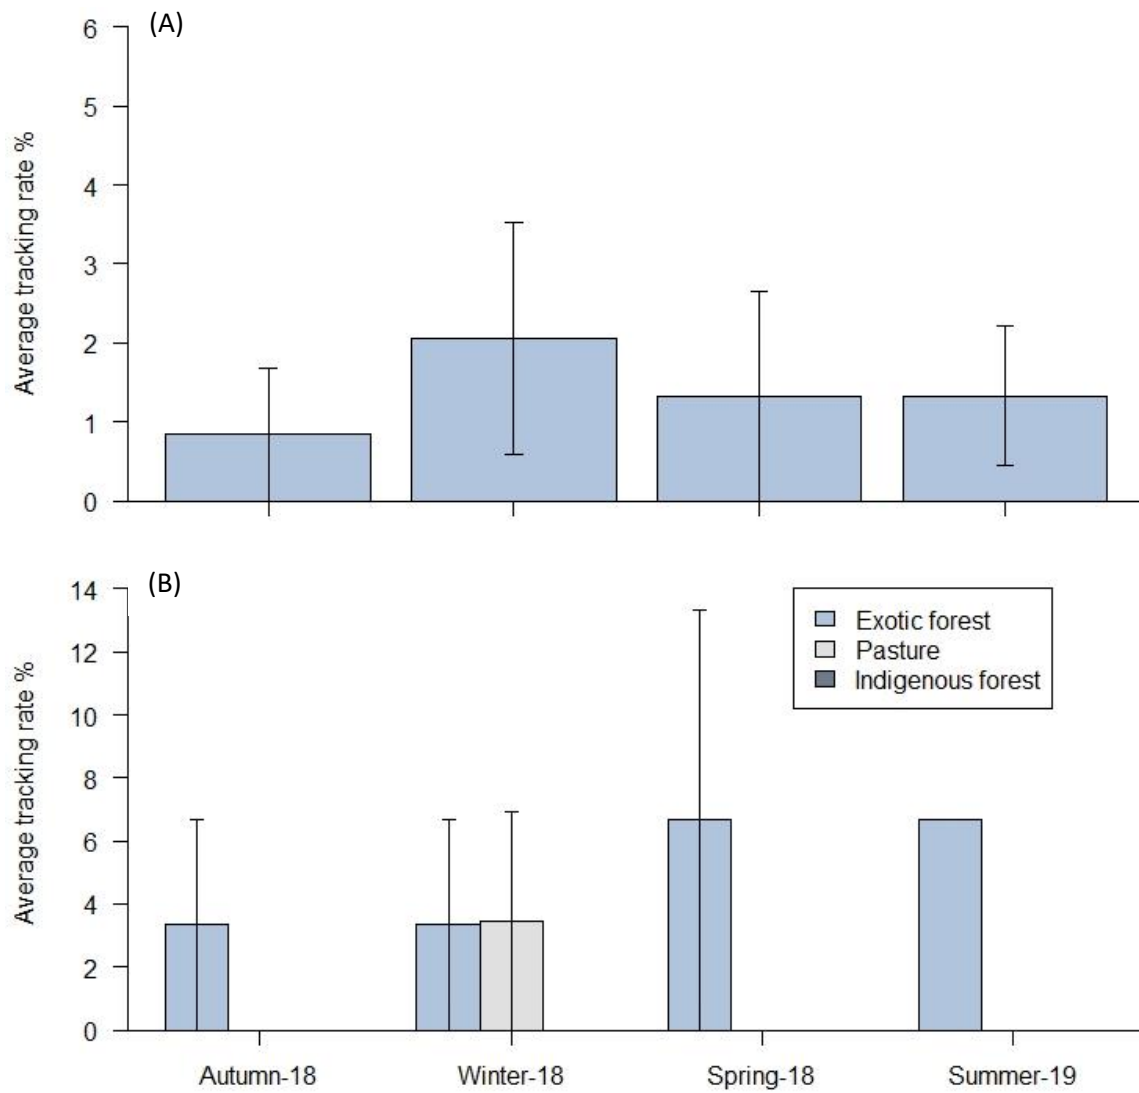 (A)
Average tracking rate %
6
5
4
3
2
1
0
(B)
Average tracking rate %
14
12
10
8
6
4
2
0
Exotic forest
Pasture
Indigenous forest
Autumn-18 Winter-18 Spring-18 Summer-19